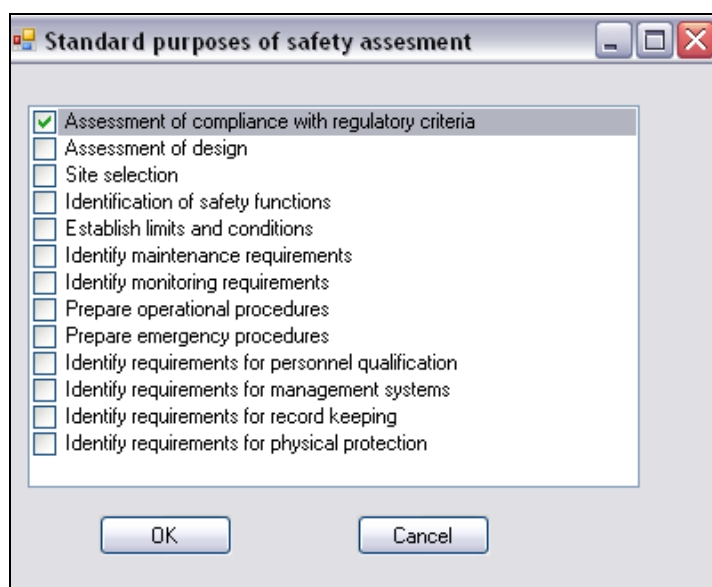 Standard purposes of safety assesment
Assessment of compliance with regulatory criteria
Assessment of design
Site selection
Identification of safety functions
Establish limits and conditions
Identify maintenance requirements
Identify monitoring requirements
Prepare operational procedures
Prepare emergency procedures
Identify requirements for personnel qualification
Identify requirements for management systems
Identify requirements for record keeping
Identify requirements for physical protection
OK Cancel